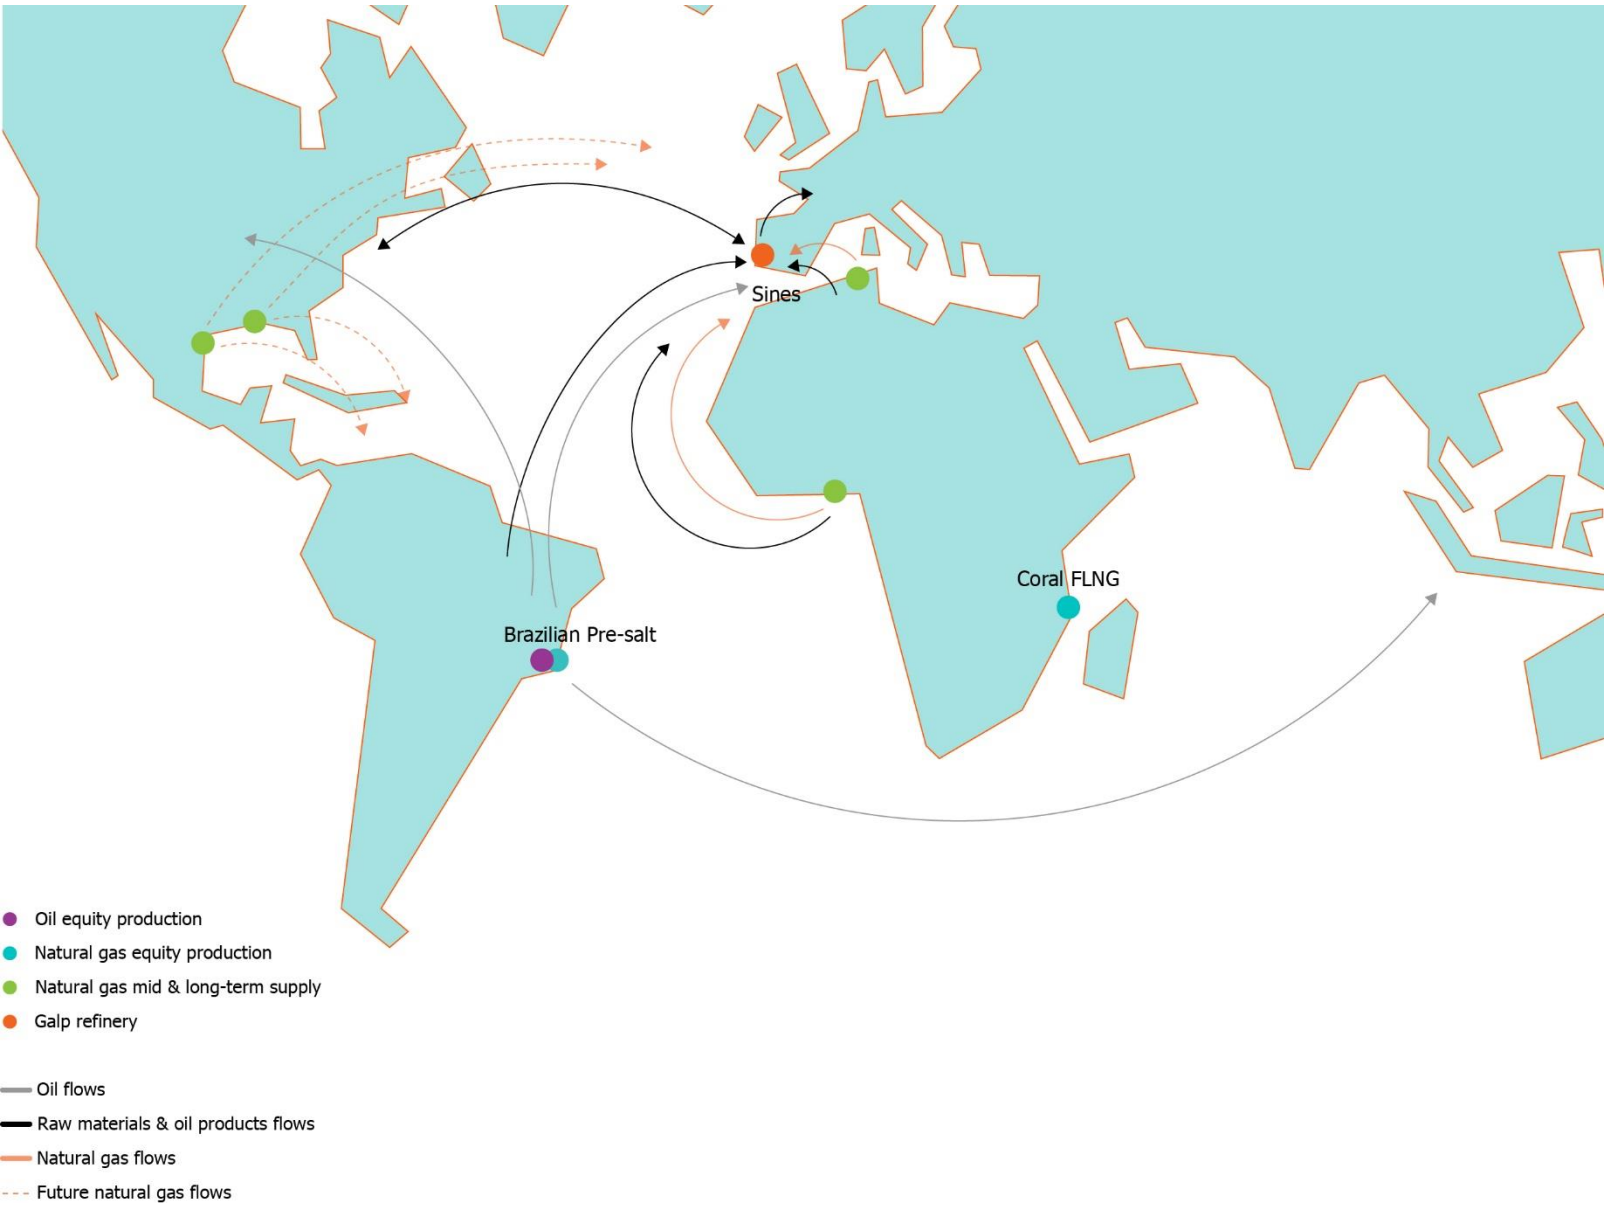 Sines
Coral FLNG
Brazilian Pre-salt
Oil equity production
Natural gas equity production
Natural gas mid & long-term supply
Galp refinery
Oil flows
Raw materials & oil products flows
Natural gas flows
Future natural gas flows